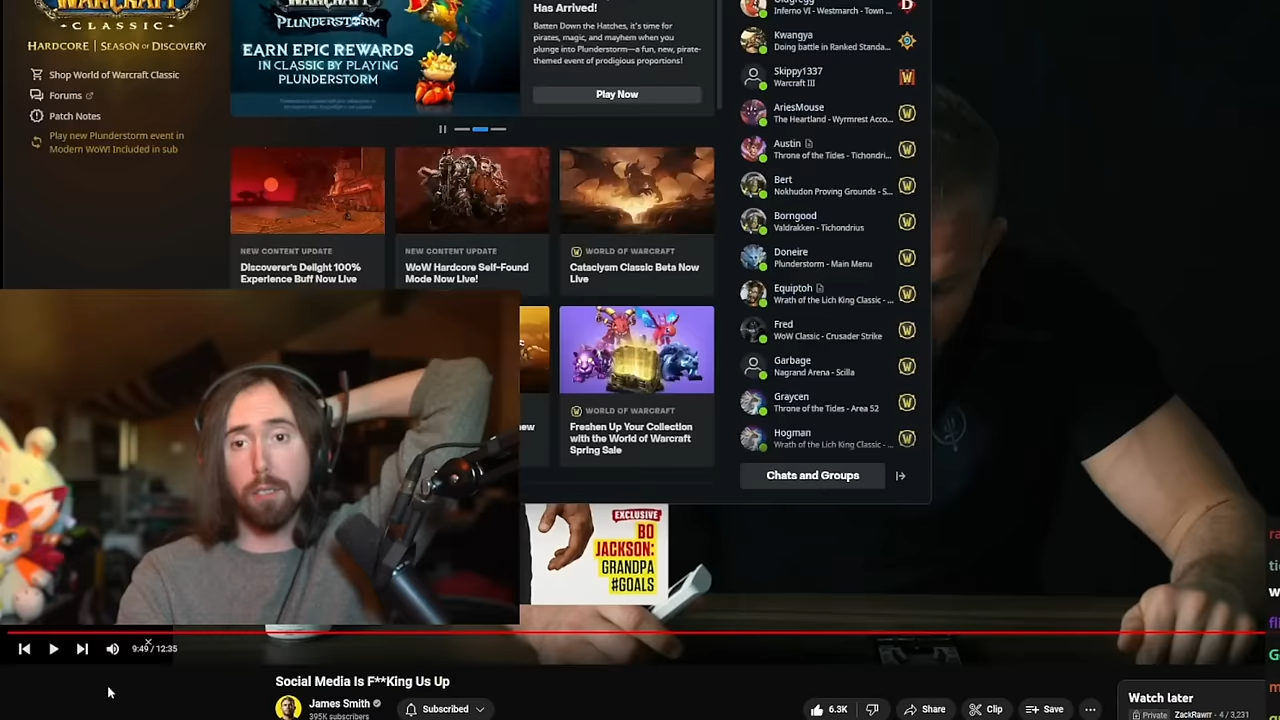 WARCRAFT
CLASSIC
HARDCORE | SEASON OF DISCOVERY
Shop World of Warcraft Classic
Forums
Patch Notes
Play new Plunderstorm event in
Modern WoW! Included in sub
WARCRAFT
PLUNDERSTORM
EARN EPIC REWARDS
IN CLASSIC BY PLAYING
PLUNDERSTORM
Has Arrived!
Batten Down the Hatches, it's time for
pirates, magic, and mayhem when you
plunge into Plunderstorm—a fun, new, pirate-
themed event of prodigious proportions!
Play Now
NEW CONTENT UPDATE
Discoverer's Delight 100%
Experience Buff Now Live
NEW CONTENT UPDATE
WoW Hardcore Self-Found
Mode Now Live!
WORLD OF WARCRAFT
Cataclysm Classic Beta Now
Live
WORLD OF WARCRAFT
Freshen Up Your Collection
with the World of Warcraft
Spring Sale
Inferno VI - Westmarch - Town ...
Kwangya
Doing battle in Ranked Standa...
Skippy1337
Warcraft III
AriesMouse
The Heartland - Wyrmrest Acco...
Austin
Throne of the Tides - Tichondri...
Bert
Nokhudon Proving Grounds - S...
Borngood
Valdrakken - Tichondrius
Doneire
Plunderstorm - Main Menu
Equiptoh
Wrath of the Lich King Classic - ...
Fred
WoW Classic - Crusader Strike
Garbage
Nagrand Arena - Scilla
Graycen
Throne of the Tides - Area 52
Hogman
Wrath of the Lich King Classic - ...
Chats and Groups
EXCLUSIVE
BO
JACKSON:
GRANDPA
#GOALS
9:49 / 12:35
Social Media Is F**King Us Up
James Smith
395K subscribers
Subscribed
6.3K
Share
Clip
Save
Watch later
Private
ZackRawrr - 4 / 3,231